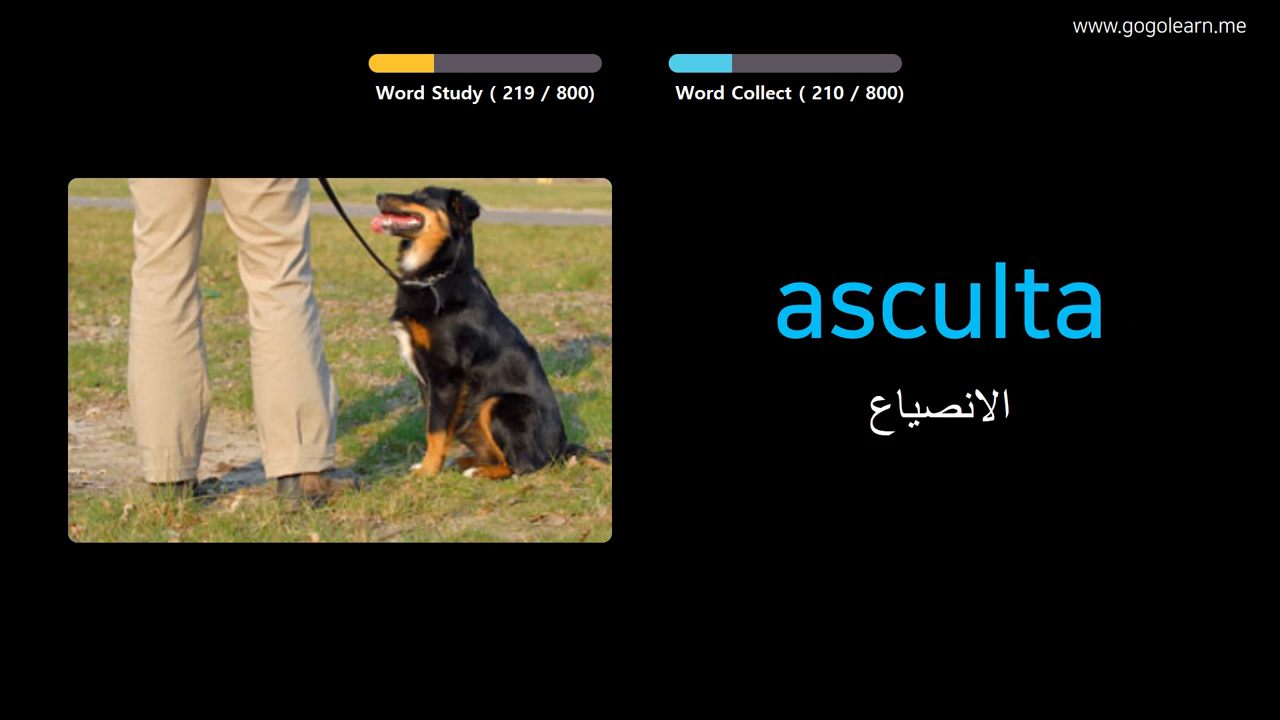 www.gogolearn.me
Word Study ( 219 / 800)
Word Collect ( 210 / 800)
asculta
الانصياع